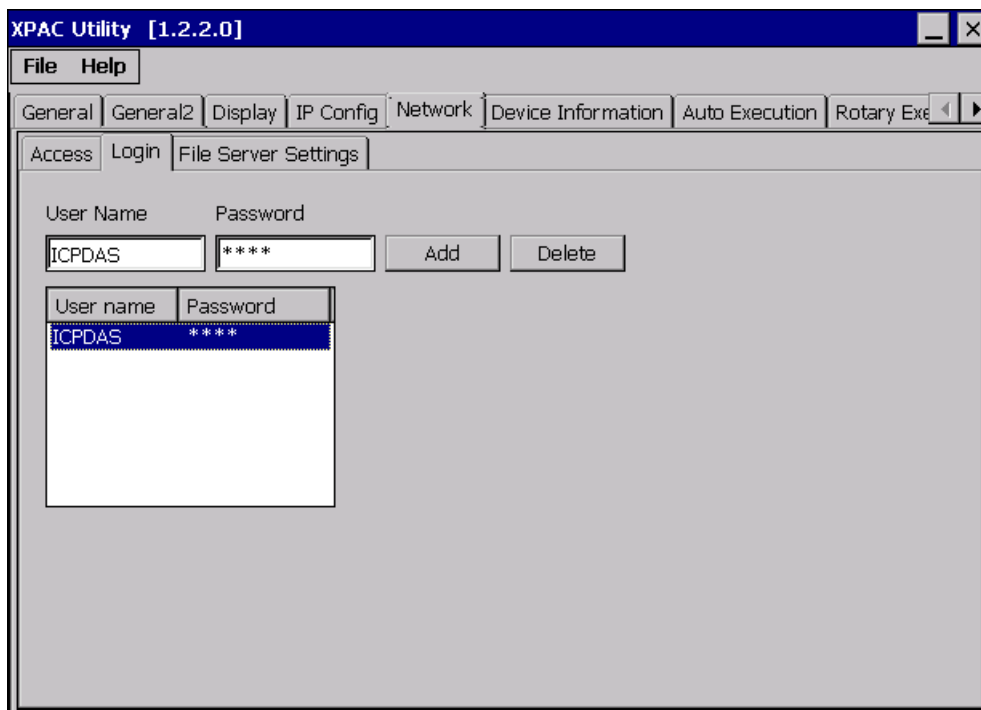 XPAC Utility [1.2.2.0]
File Help
General General2 Display IP Config Network Device Information Auto Execution Rotary Exe
Access Login File Server Settings
User Name Password
ICPDAS **** Add Delete
User name Password
ICPDAS ****